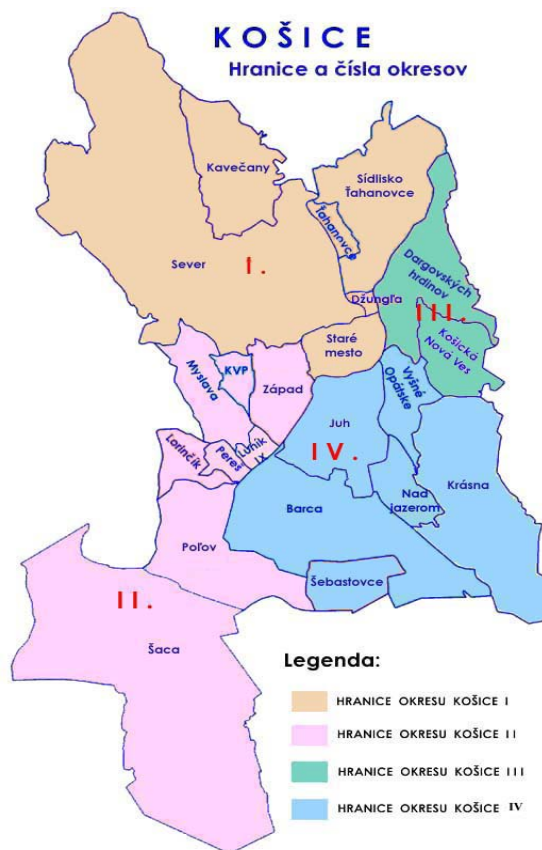 KOŠICE
Hranice a čísla okresov
Kavečany
Sídlisko
Ťahanovce
Ťahanovce
Sever
I.
Dargovských
hrdinov
Džungľa
III.
Staré
mesto
Košická
Nová Ves
Vyšné
Opátske
Myslava
KVP
Západ
Juh
IV.
Lorinčík
Pereš
Luník
IX
Krásna
Nad
jazerom
Barca
Poľov
Šebastovce
II.
Šaca
Legenda:
HRANICE OKRESU KOŠICE I
HRANICE OKRESU KOŠICE II
HRANICE OKRESU KOŠICE III
HRANICE OKRESU KOŠICE IV